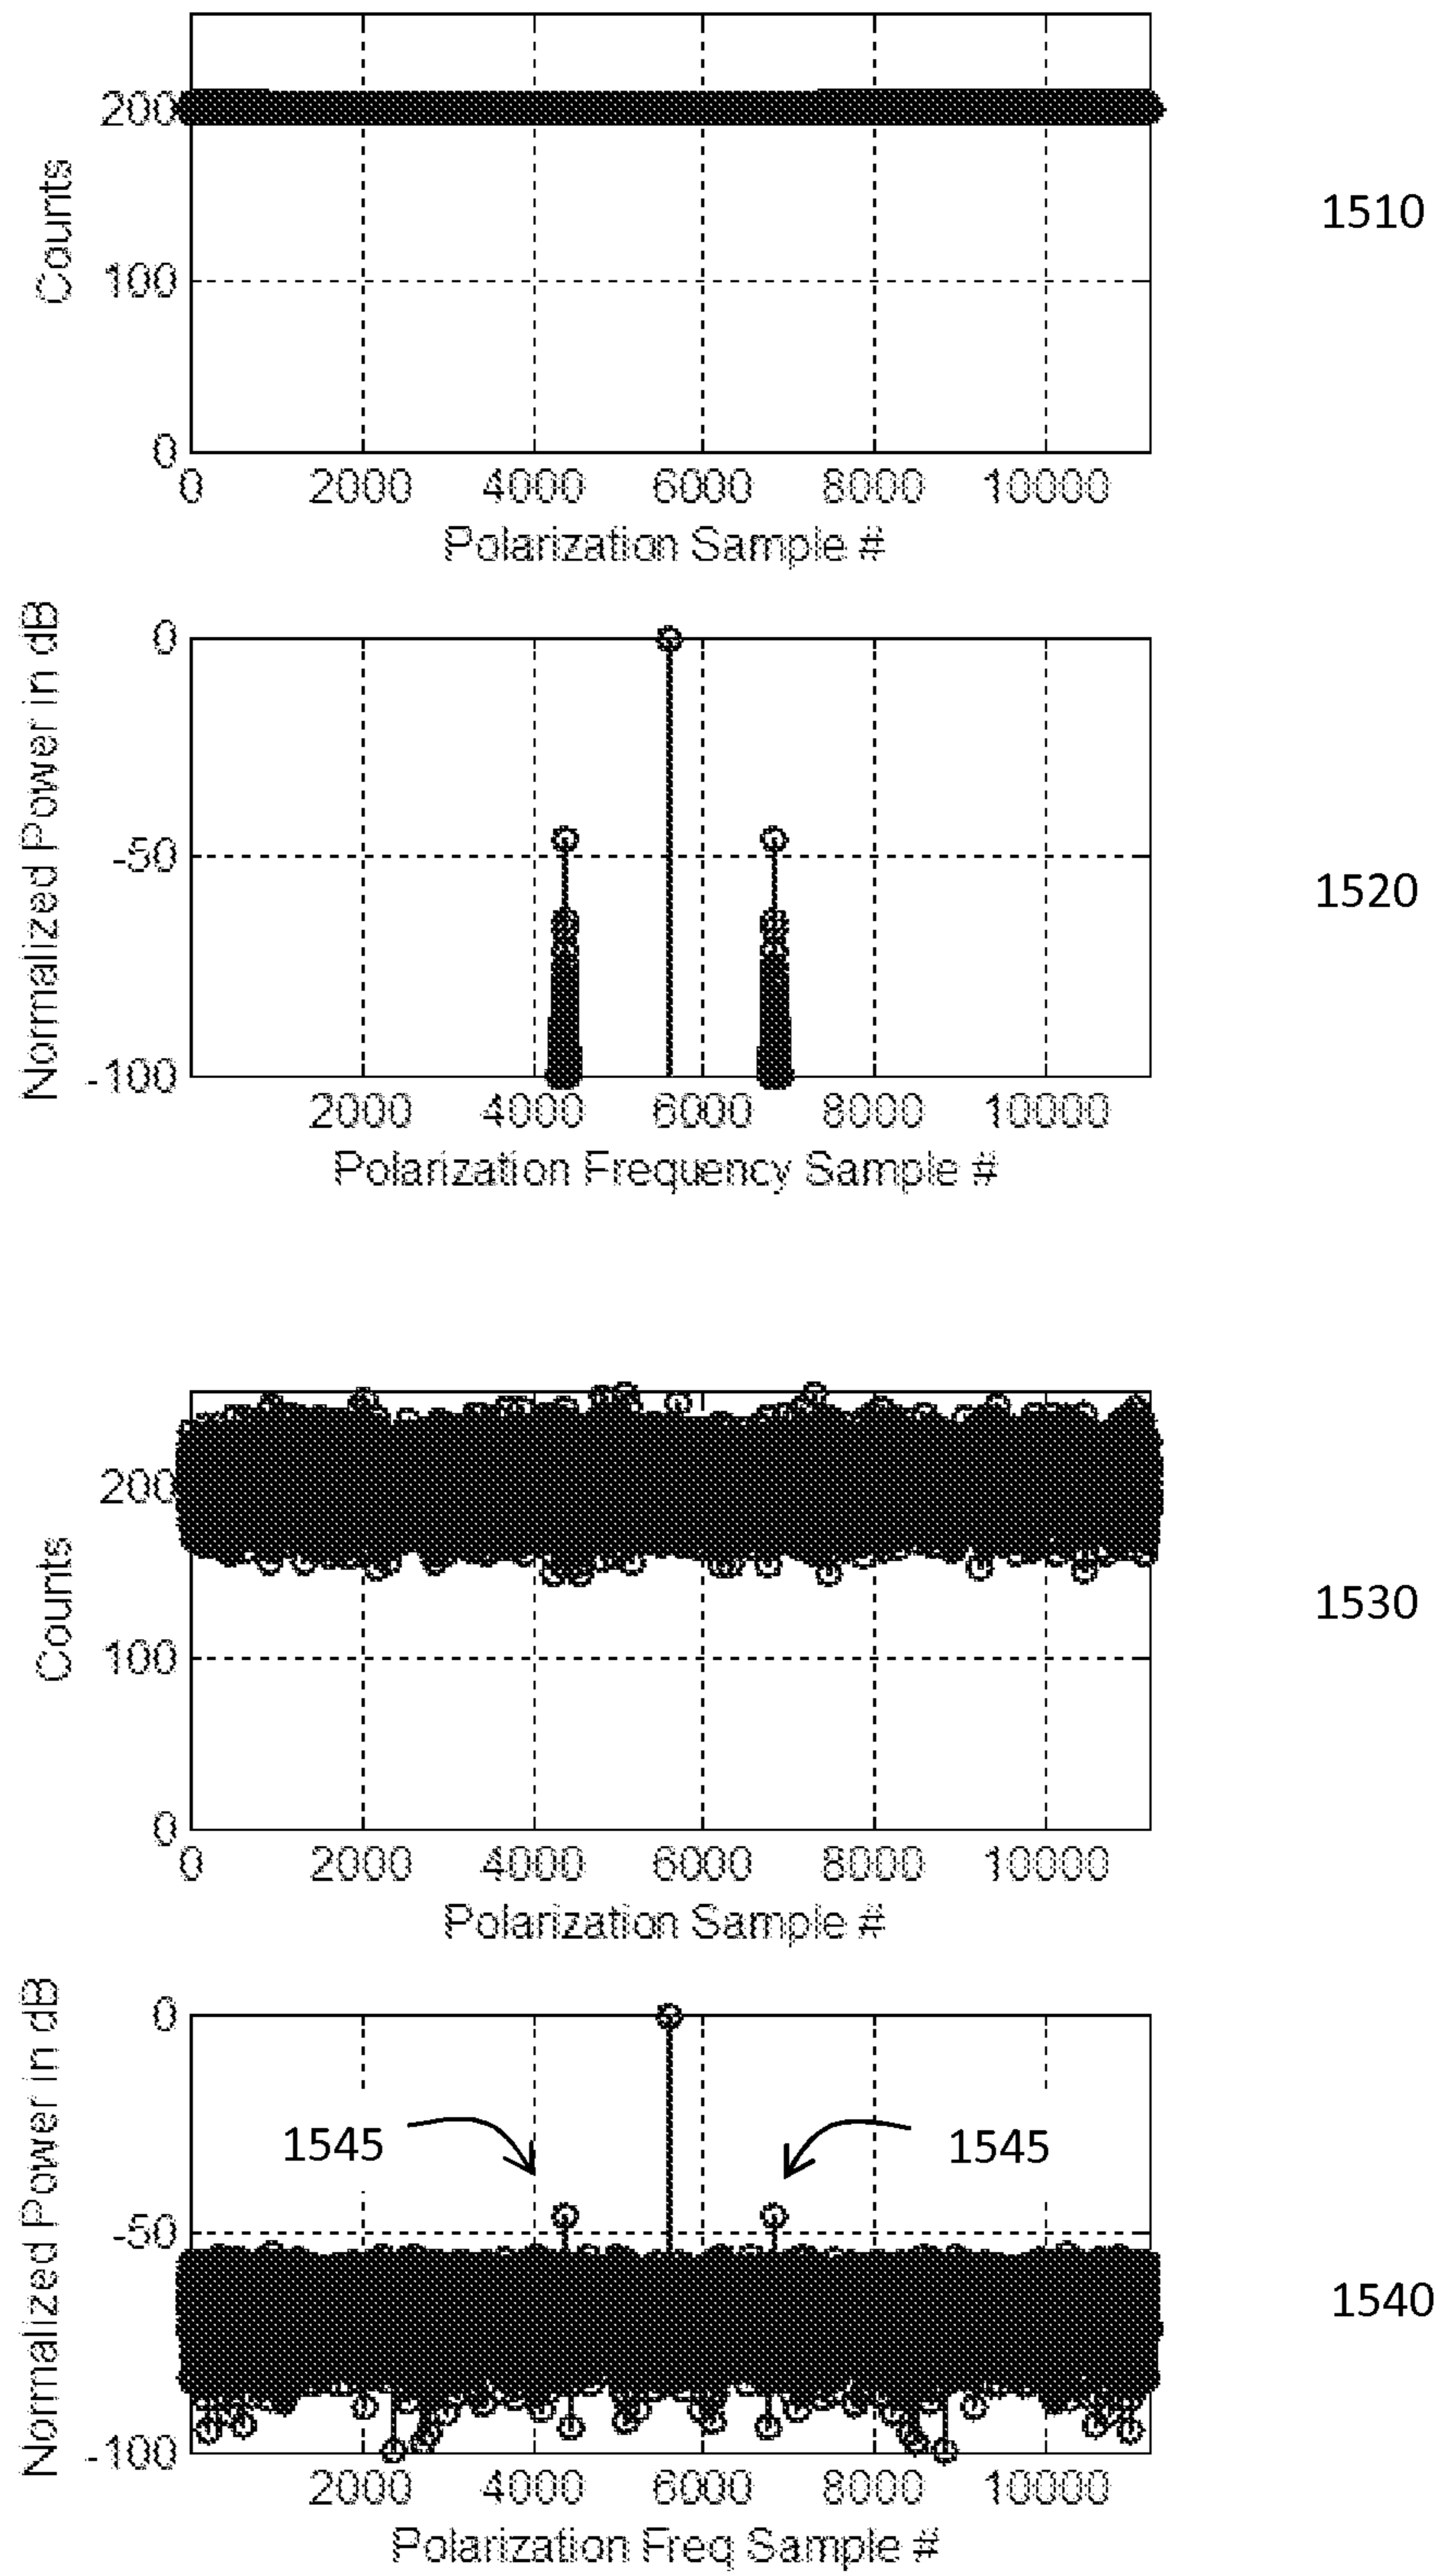 200
100
0
Counts
0 2000 4000 6000 8000 10000
Polarization Sample #
1510
0
-50
-100
Normalized Power in dB
2000 4000 6000 8000 10000
Polarization Frequency Sample #
1520
200
100
0
Counts
0 2000 4000 6000 8000 10000
Polarization Sample #
1530
0
-50
-100
Normalized Power in dB
1545
1545
2000 4000 6000 8000 10000
Polarization Freq Sample #
1540